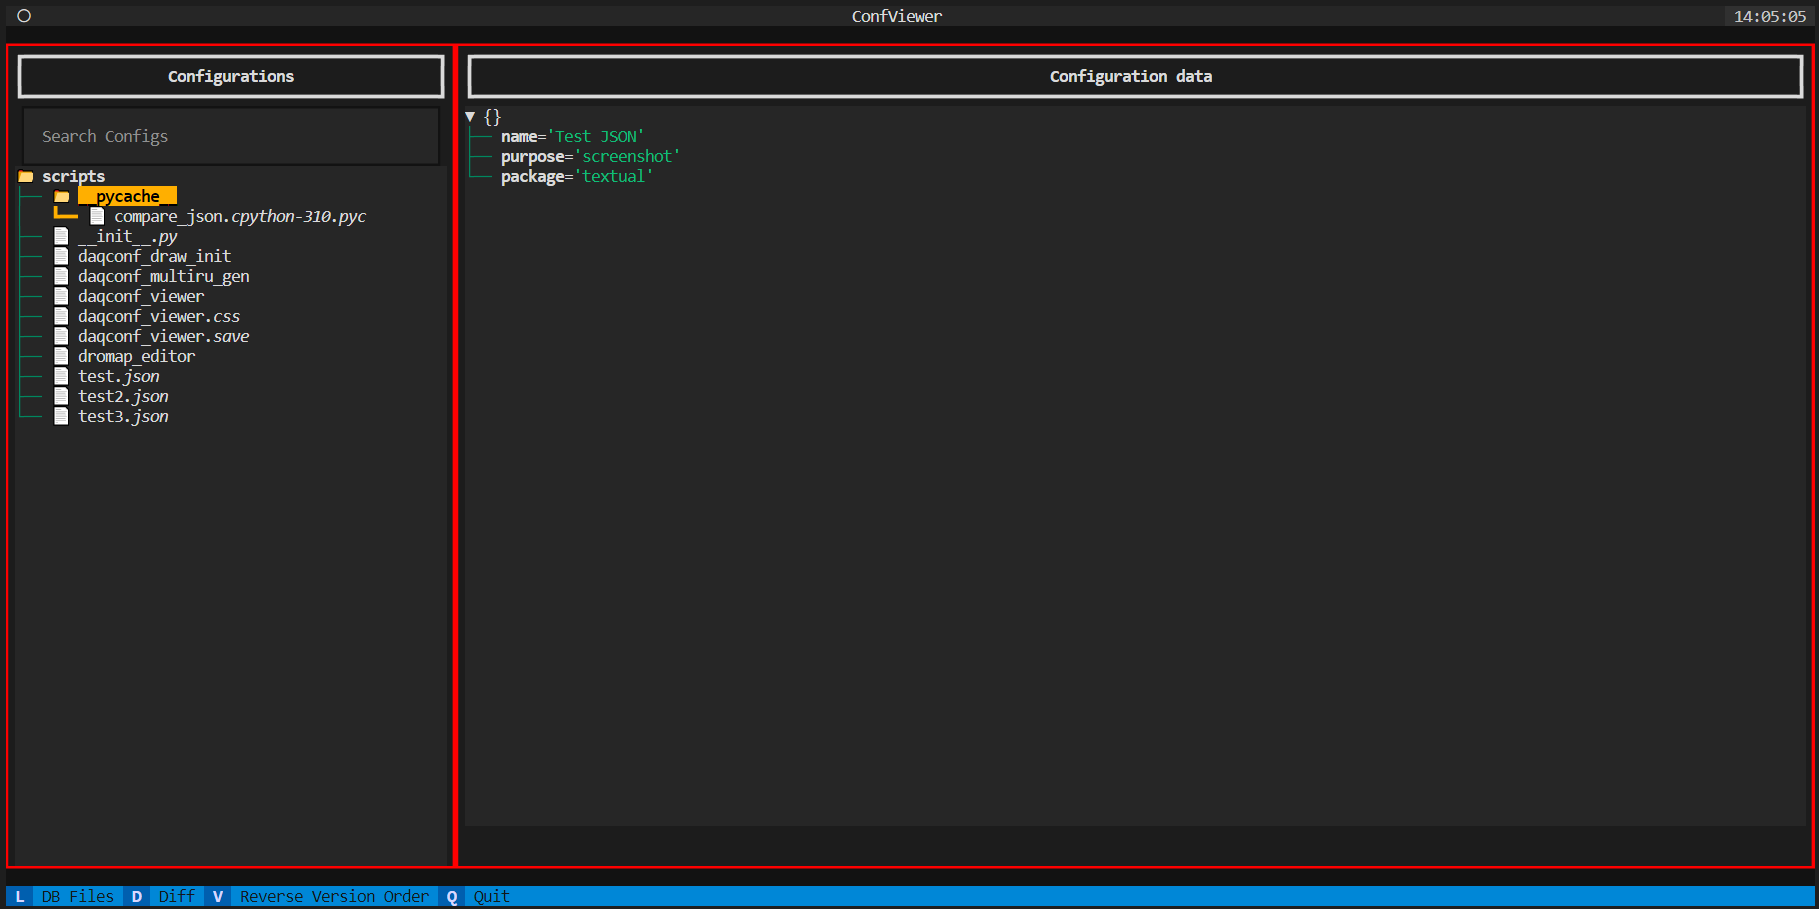 ConfViewer 14:05:05
Configurations
Search Configs
scripts
__pycache__
compare_json.cpython-310.pyc
__init__.py
daqconf_draw_init
daqconf_multiru_gen
daqconf_viewer
daqconf_viewer.css
daqconf_viewer.save
dromap_editor
test.json
test2.json
test3.json
Configuration data
▼ {}
name='Test JSON'
purpose='screenshot'
package='textual'
L DB Files D Diff V Reverse Version Order Q Quit